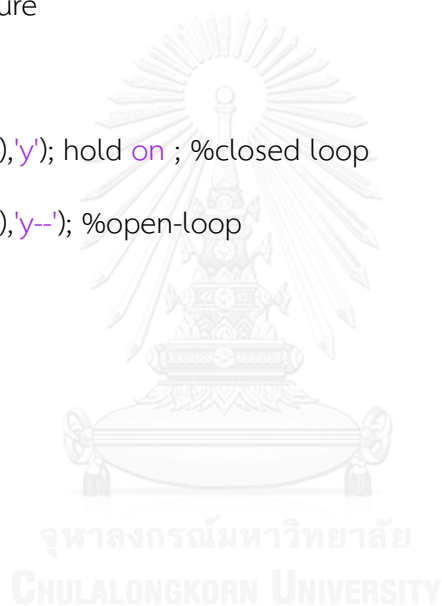 ure
),'y'); hold on ; %closed loop
),'y--'); %open-loop
จุฬาลงกรณ์มหาวิทยาลัย
CHULALONGKORN UNIVERSITY